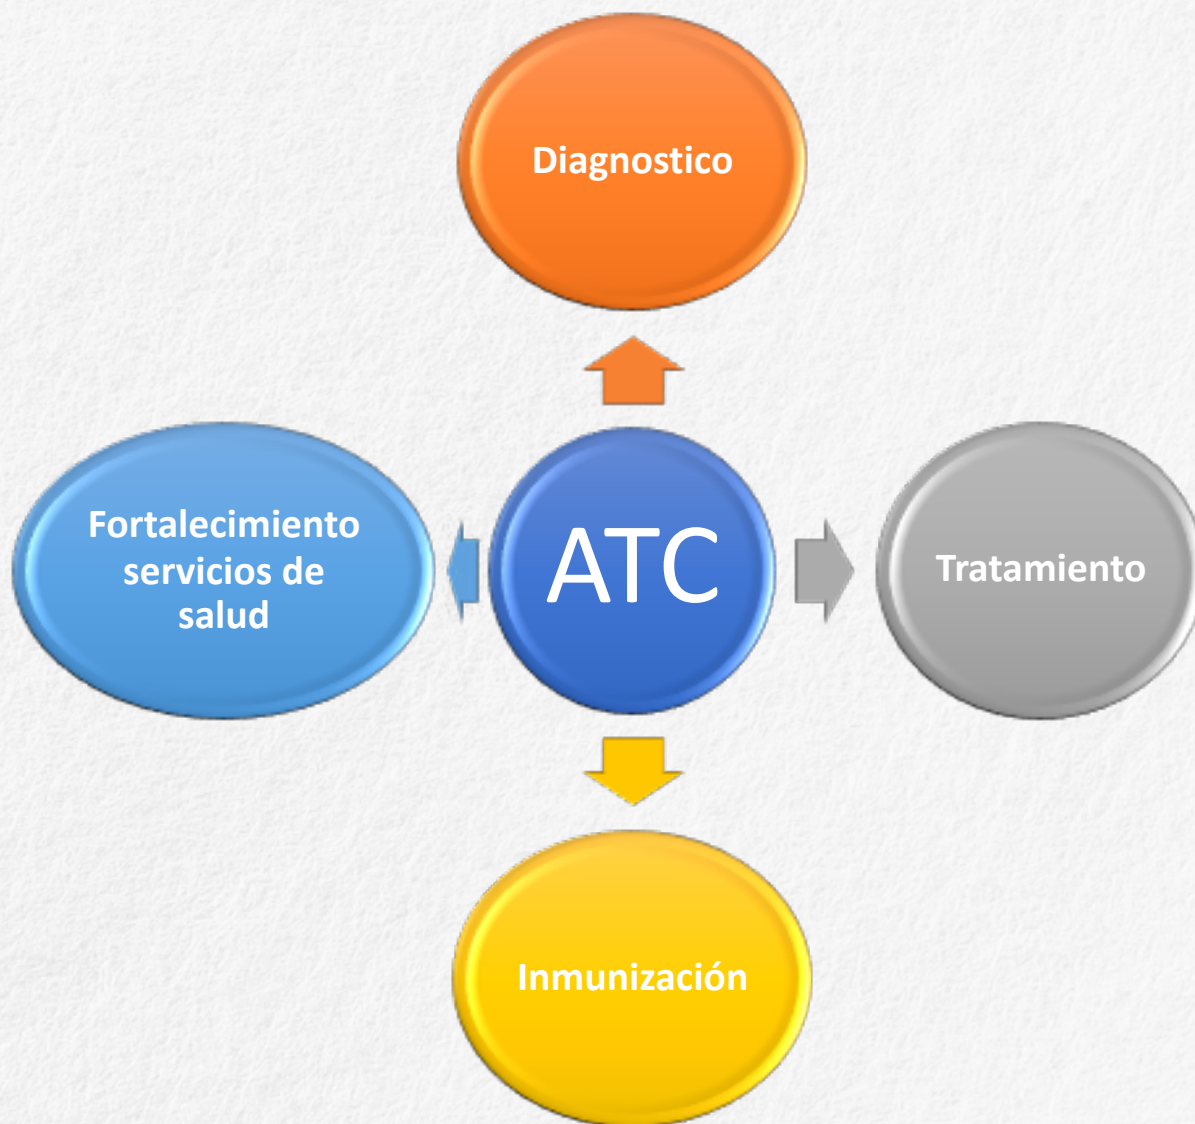 Diagnostico
Fortalecimiento
servicios de
salud
ATC
Tratamiento
Inmunización